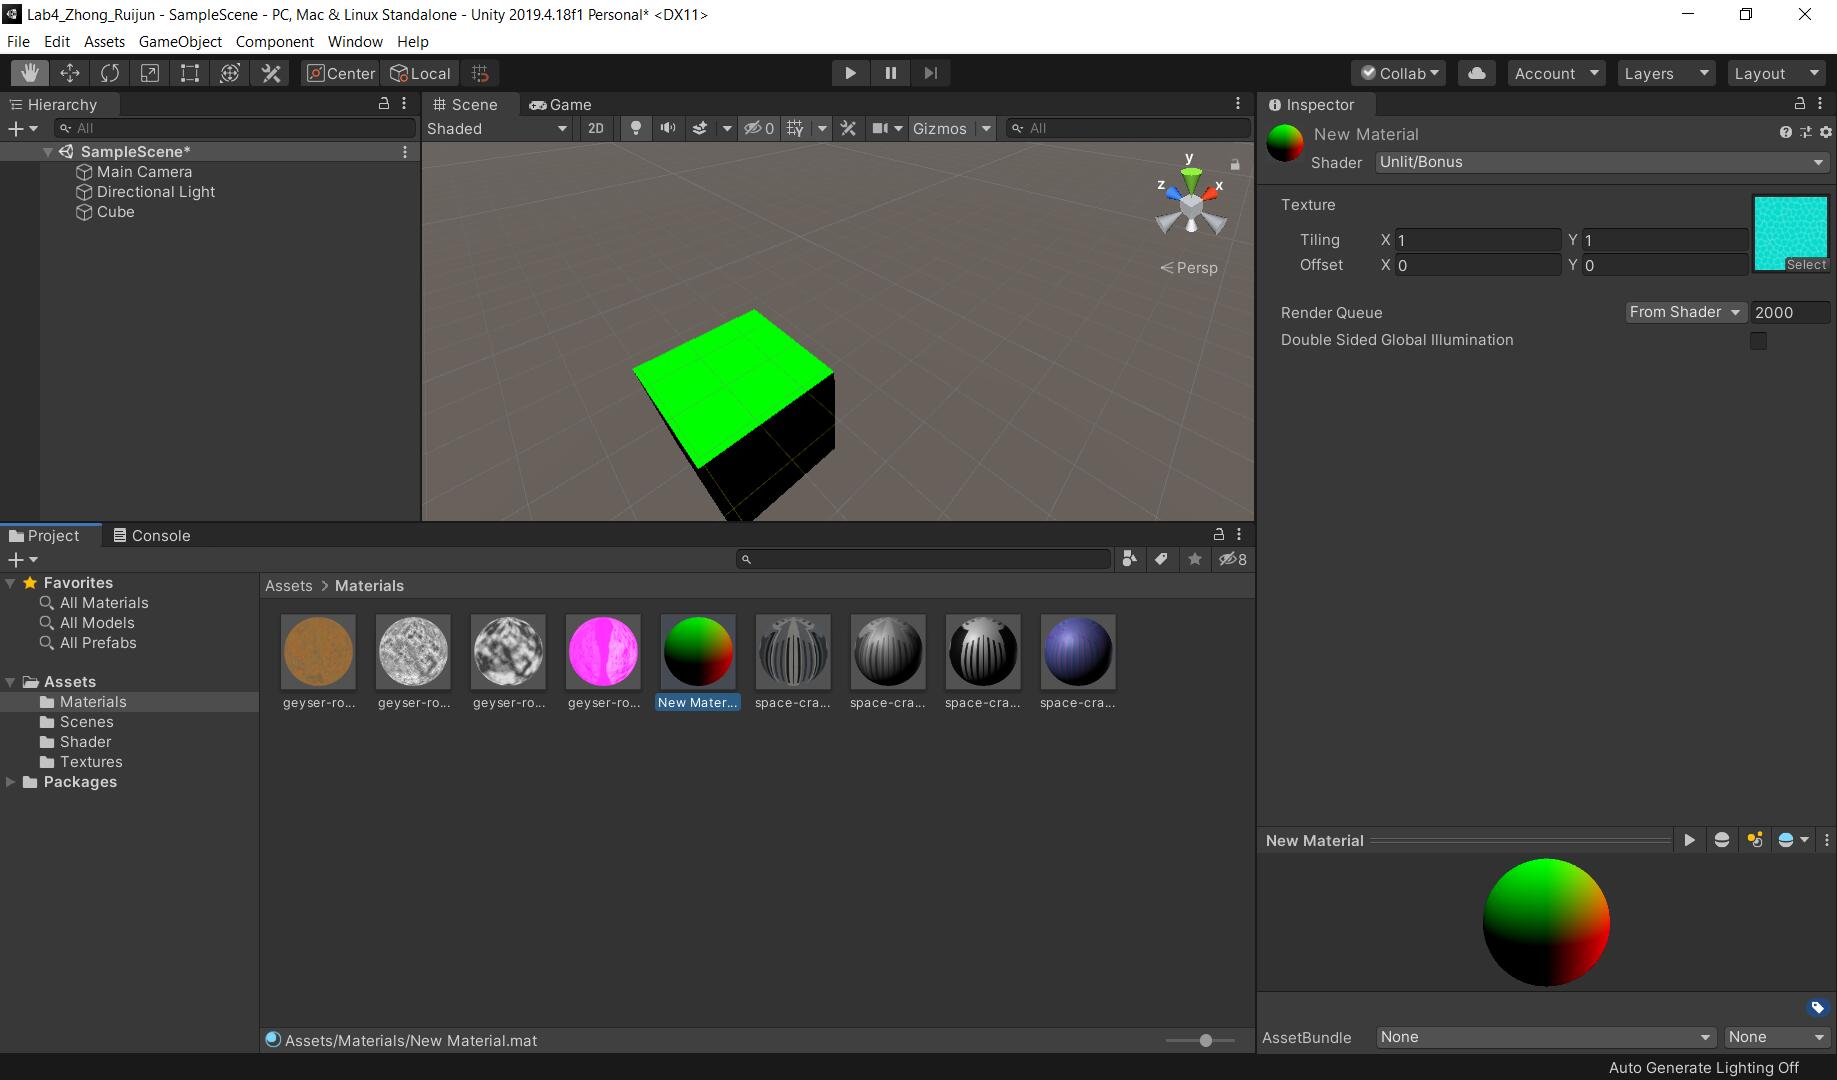 Lab4_Zhong_Ruijun - SampleScene - PC, Mac & Linux Standalone - Unity 2019.4.18f1 Personal* <DX11>
File Edit Assets GameObject Component Window Help
Center Local Collab Account Layers Layout
Hierarchy
All
SampleScene*
Main Camera
Directional Light
Cube
Scene Game
Shaded 2D 0 Gizmos All
y
z x
Persp
Inspector
New Material
Shader Unlit/Bonus
Texture
Tiling X 1 Y 1
Offset X 0 Y 0
Select
Render Queue From Shader 2000
Double Sided Global Illumination
Project Console
8
Favorites
All Materials
All Models
All Prefabs
Assets
Materials
Scenes
Shader
Textures
Packages
Assets > Materials
geyser-ro... geyser-ro... geyser-ro... geyser-ro... New Mater... space-cra... space-cra... space-cra... space-cra...
Assets/Materials/New Material.mat
New Material
AssetBundle None None
Auto Generate Lighting Off